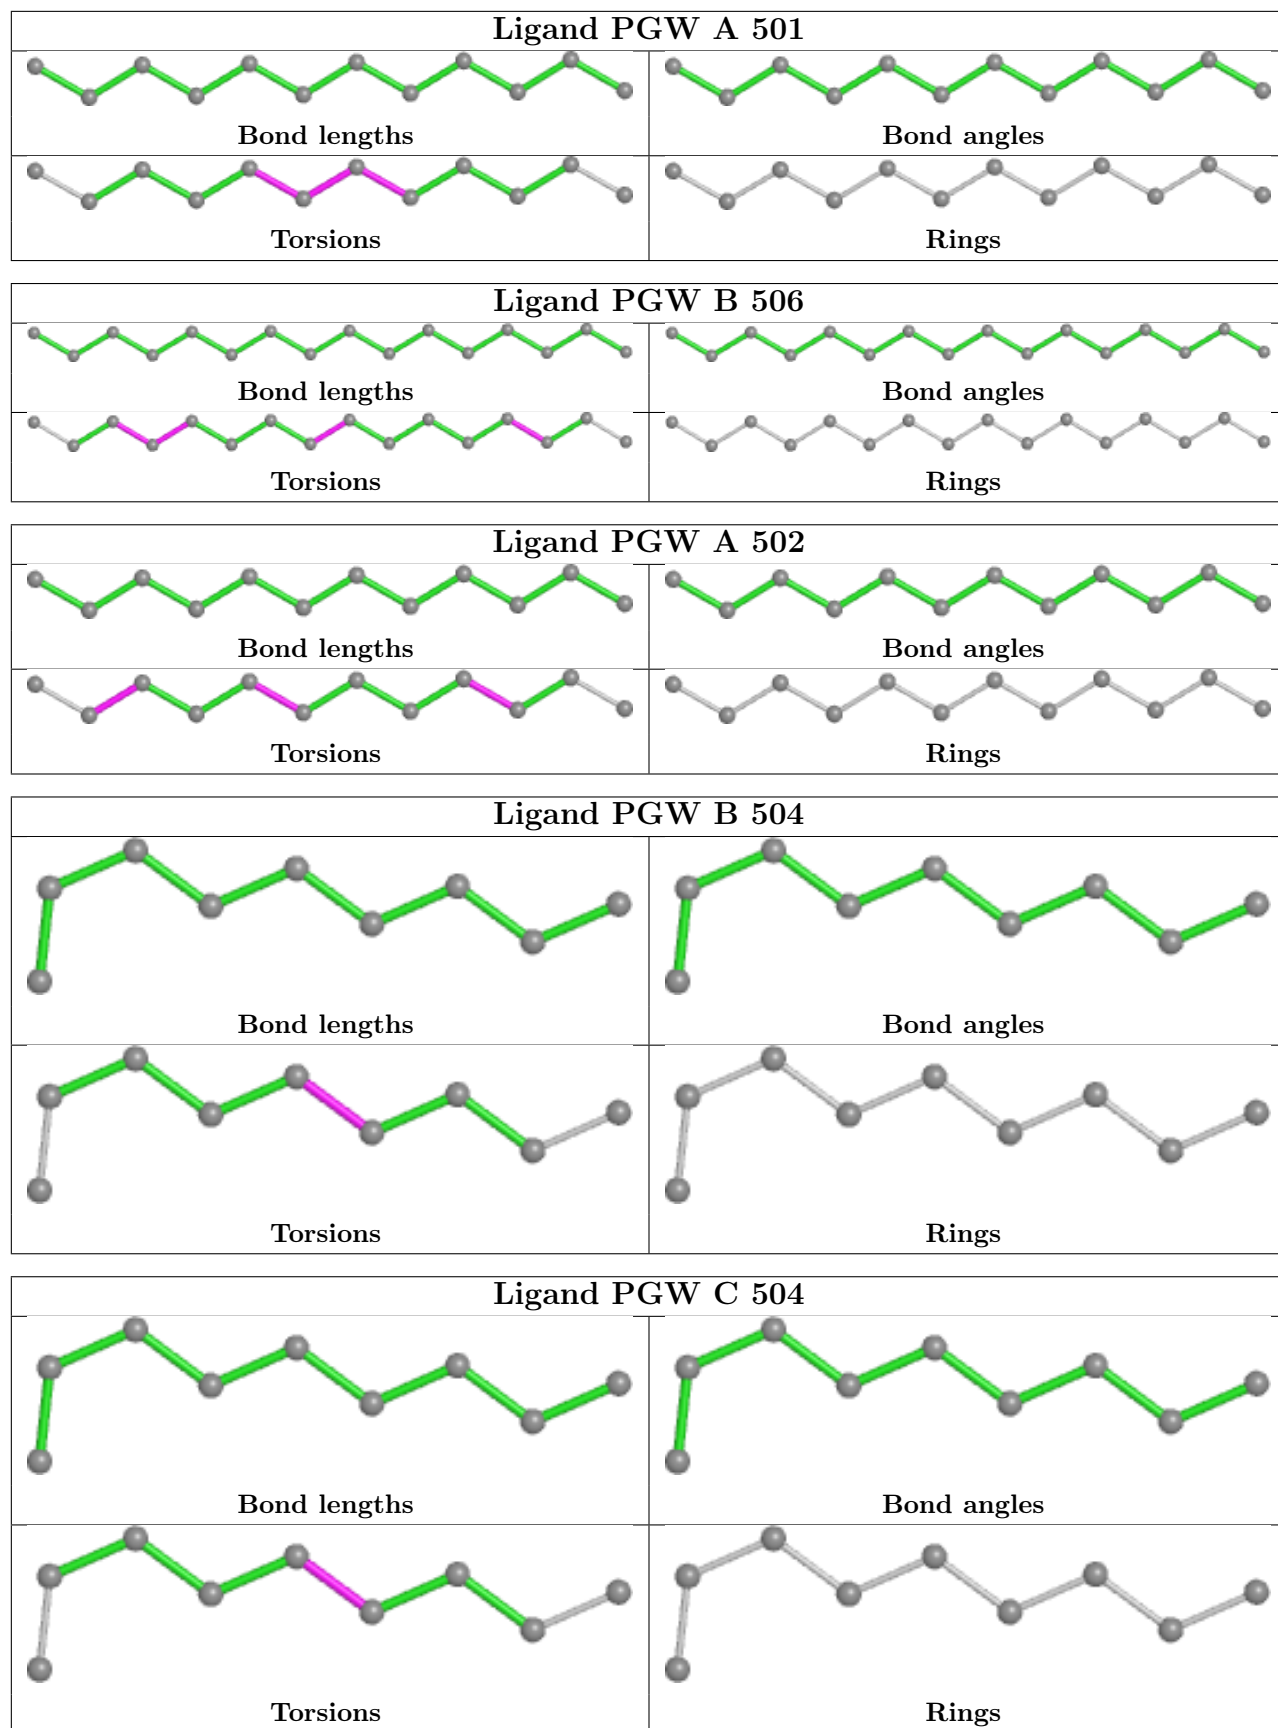 Ligand PGW A 501
Bond lengths
Bond angles
Torsions
Rings
Ligand PGW B 506
Bond lengths
Bond angles
Torsions
Rings
Ligand PGW A 502
Bond lengths
Bond angles
Torsions
Rings
Ligand PGW B 504
Bond lengths
Bond angles
Torsions
Rings
Ligand PGW C 504
Bond lengths
Bond angles
Torsions
Rings